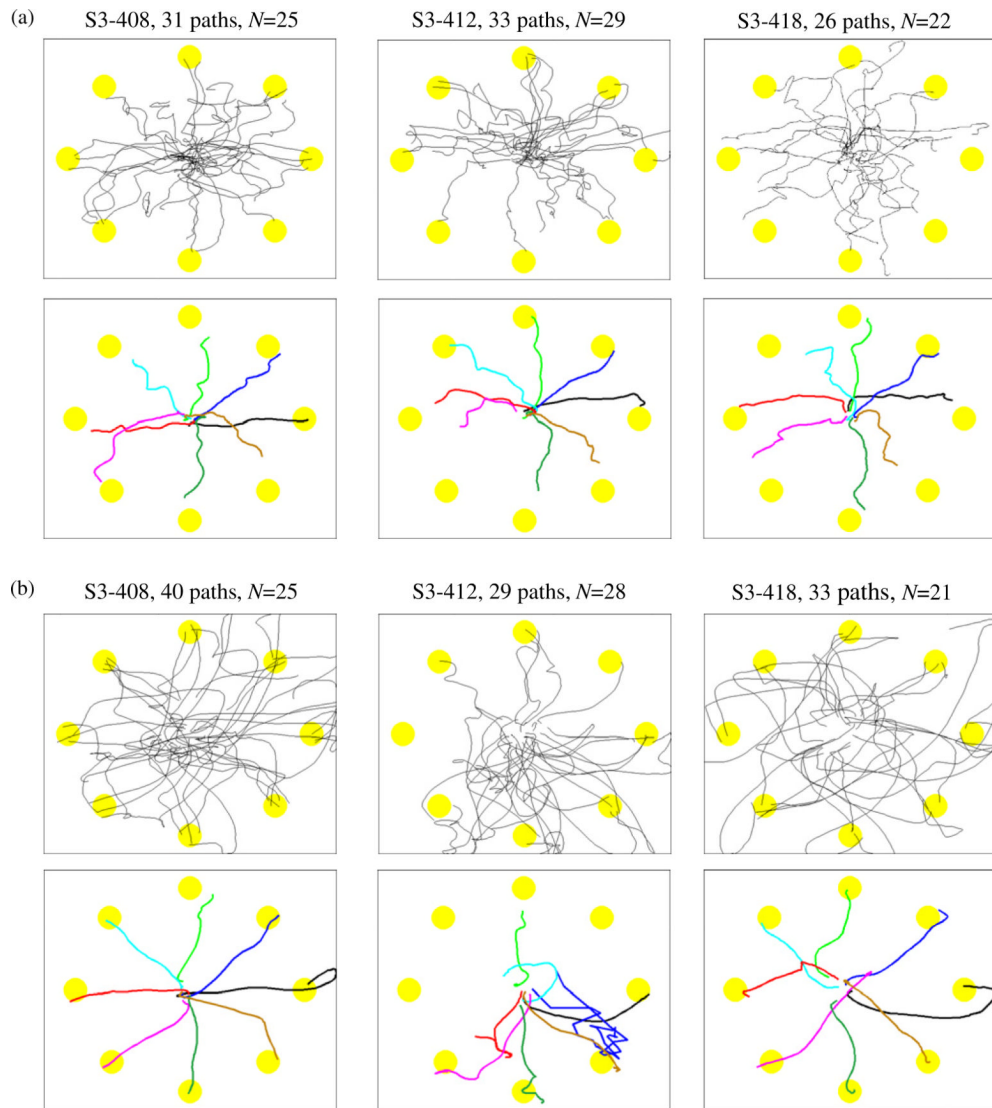 (a)
S3-408, 31 paths, N=25
S3-412, 33 paths, N=29
S3-418, 26 paths, N=22
(b)
S3-408, 40 paths, N=25
S3-412, 29 paths, N=28
S3-418, 33 paths, N=21